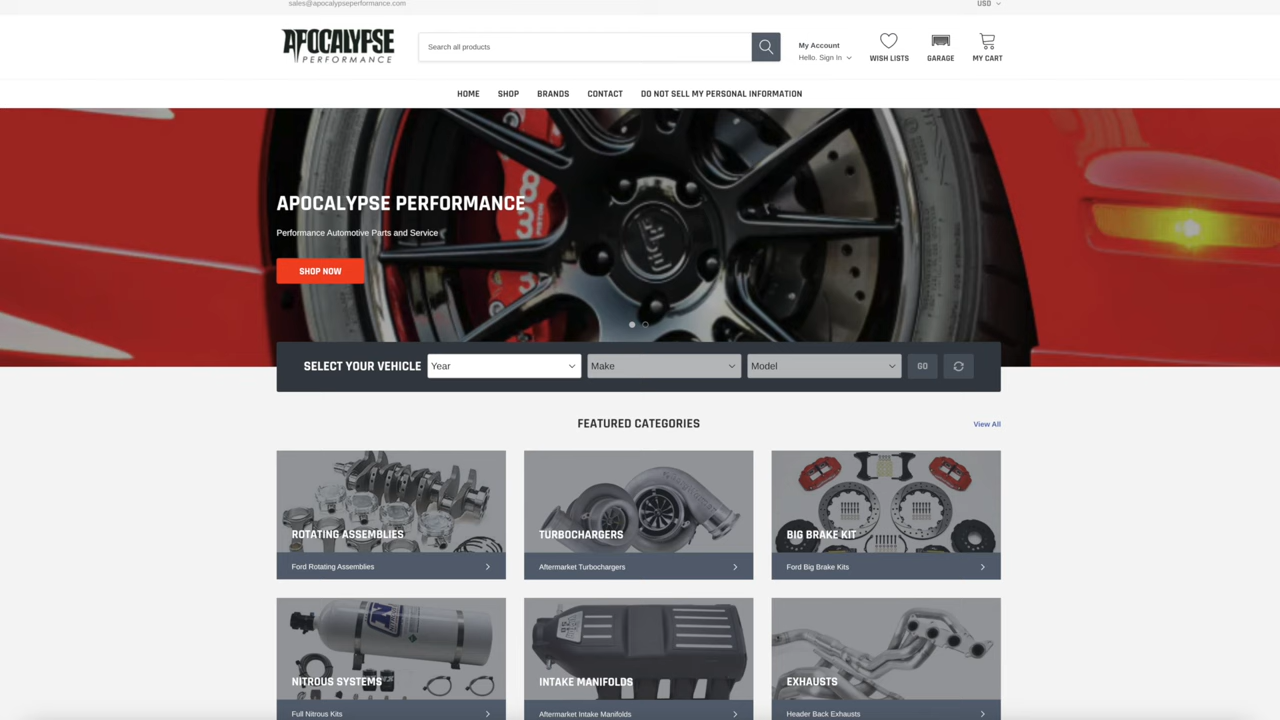 sales@apocalypseperformance.com
USD
APOCALYPSE
PERFORMANCE
Search all products
My Account
Hello. Sign In
WISH LISTS
GARAGE
MY CART
HOME
SHOP
BRANDS
CONTACT
DO NOT SELL MY PERSONAL INFORMATION
APOCALYPSE PERFORMANCE
Performance Automotive Parts and Service
SHOP NOW
SELECT YOUR VEHICLE
Year
Make
Model
GO
FEATURED CATEGORIES
View All
ROTATING ASSEMBLIES
Ford Rotating Assemblies
TURBOCHARGERS
Aftermarket Turbochargers
BIG BRAKE KIT
Ford Big Brake Kits
NITROUS SYSTEMS
Full Nitrous Kits
INTAKE MANIFOLDS
Aftermarket Intake Manifolds
EXHAUSTS
Header Back Exhausts